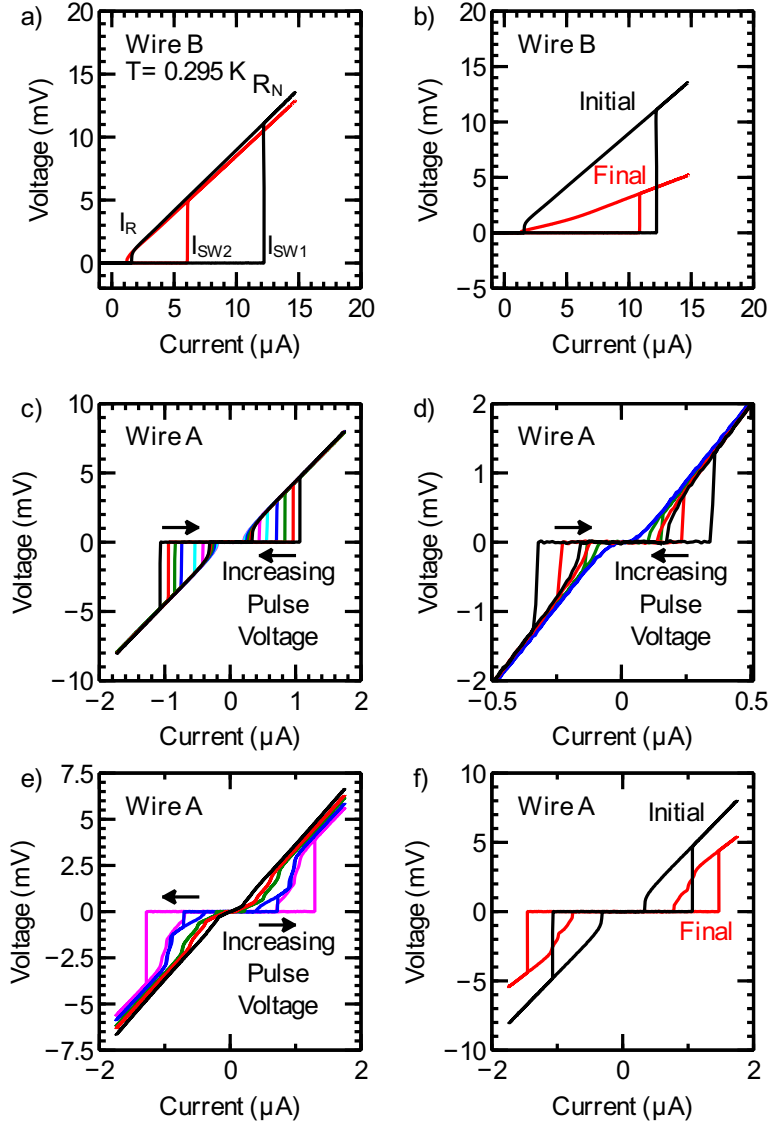 a)
Wire B
T= 0.295 K
R_N
I_R
I_SW2
I_SW1
Voltage (mV)
20
15
10
5
0
0 5 10 15 20
Current (µA)
b)
Wire B
Initial
Final
Voltage (mV)
20
15
10
5
0
−5
0 5 10 15 20
Current (µA)
c)
Wire A
Increasing
Pulse
Voltage
Voltage (mV)
10
5
0
−5
−10
−2 −1 0 1 2
Current (µA)
d)
Wire A
Increasing
Pulse
Voltage
Voltage (mV)
2
1
0
−1
−2
−0.5 0 0.5
Current (µA)
e)
Wire A
Increasing
Pulse
Voltage
Voltage (mV)
7.5
5.0
2.5
0
−2.5
−5.0
−7.5
−2 0 2
Current (µA)
f)
Wire A
Initial
Final
Voltage (mV)
10
5
0
−5
−10
−2 0 2
Current (µA)